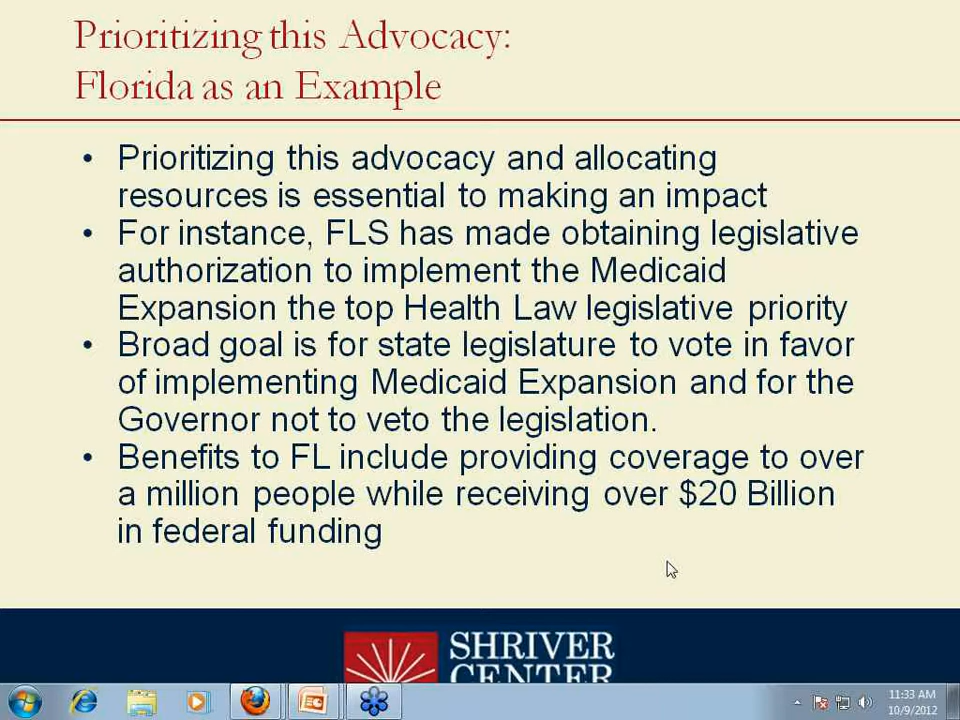 Prioritizing this Advocacy:
Florida as an Example
• Prioritizing this advocacy and allocating
resources is essential to making an impact
• For instance, FLS has made obtaining legislative
authorization to implement the Medicaid
Expansion the top Health Law legislative priority
• Broad goal is for state legislature to vote in favor
of implementing Medicaid Expansion and for the
Governor not to veto the legislation.
• Benefits to FL include providing coverage to over
a million people while receiving over $20 Billion
in federal funding
SHRIVER
CENTER
11:33 AM
10/9/2012